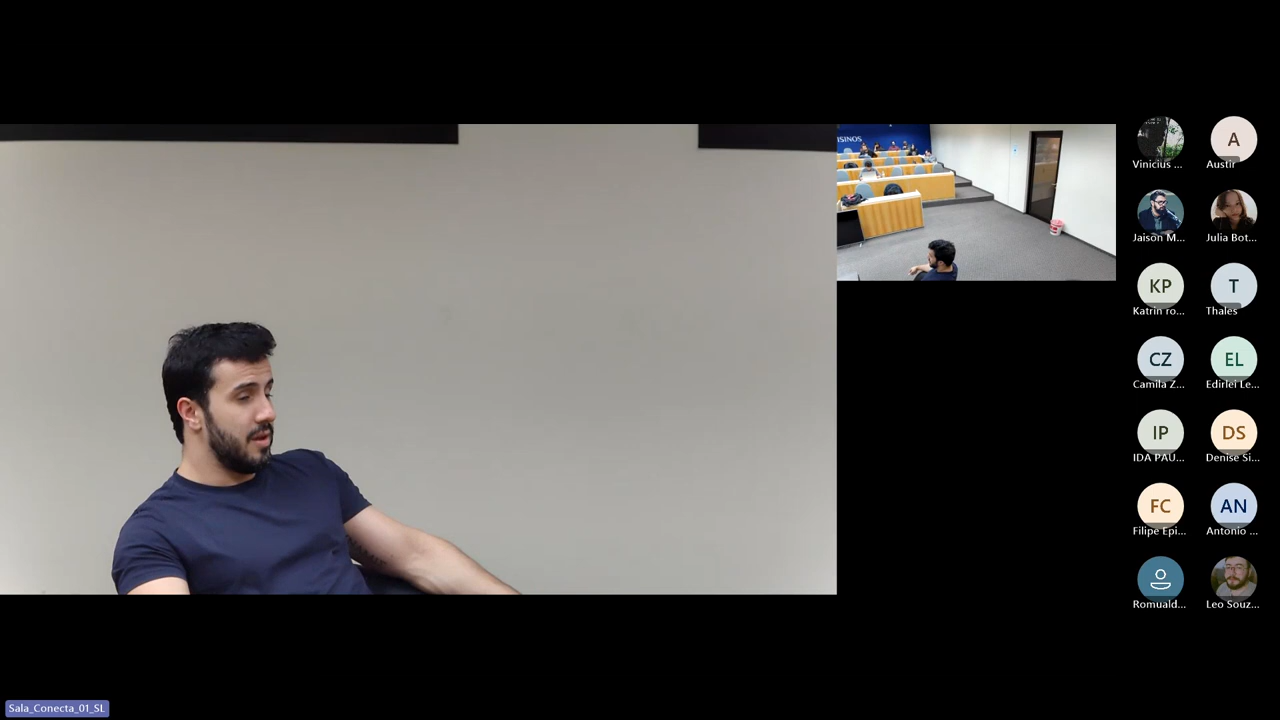 ISINOS
Vinicius ...
A
Austir
Jaison M...
Julia Bot...
KP
Katrin ro...
T
Thales
CZ
Camila Z...
EL
Edirlei Le...
IP
IDA PAU...
DS
Denise Si...
FC
Filipe Epi...
AN
Antonio ...
Romuald...
Leo Souz...
Sala_Conecta_01_SL